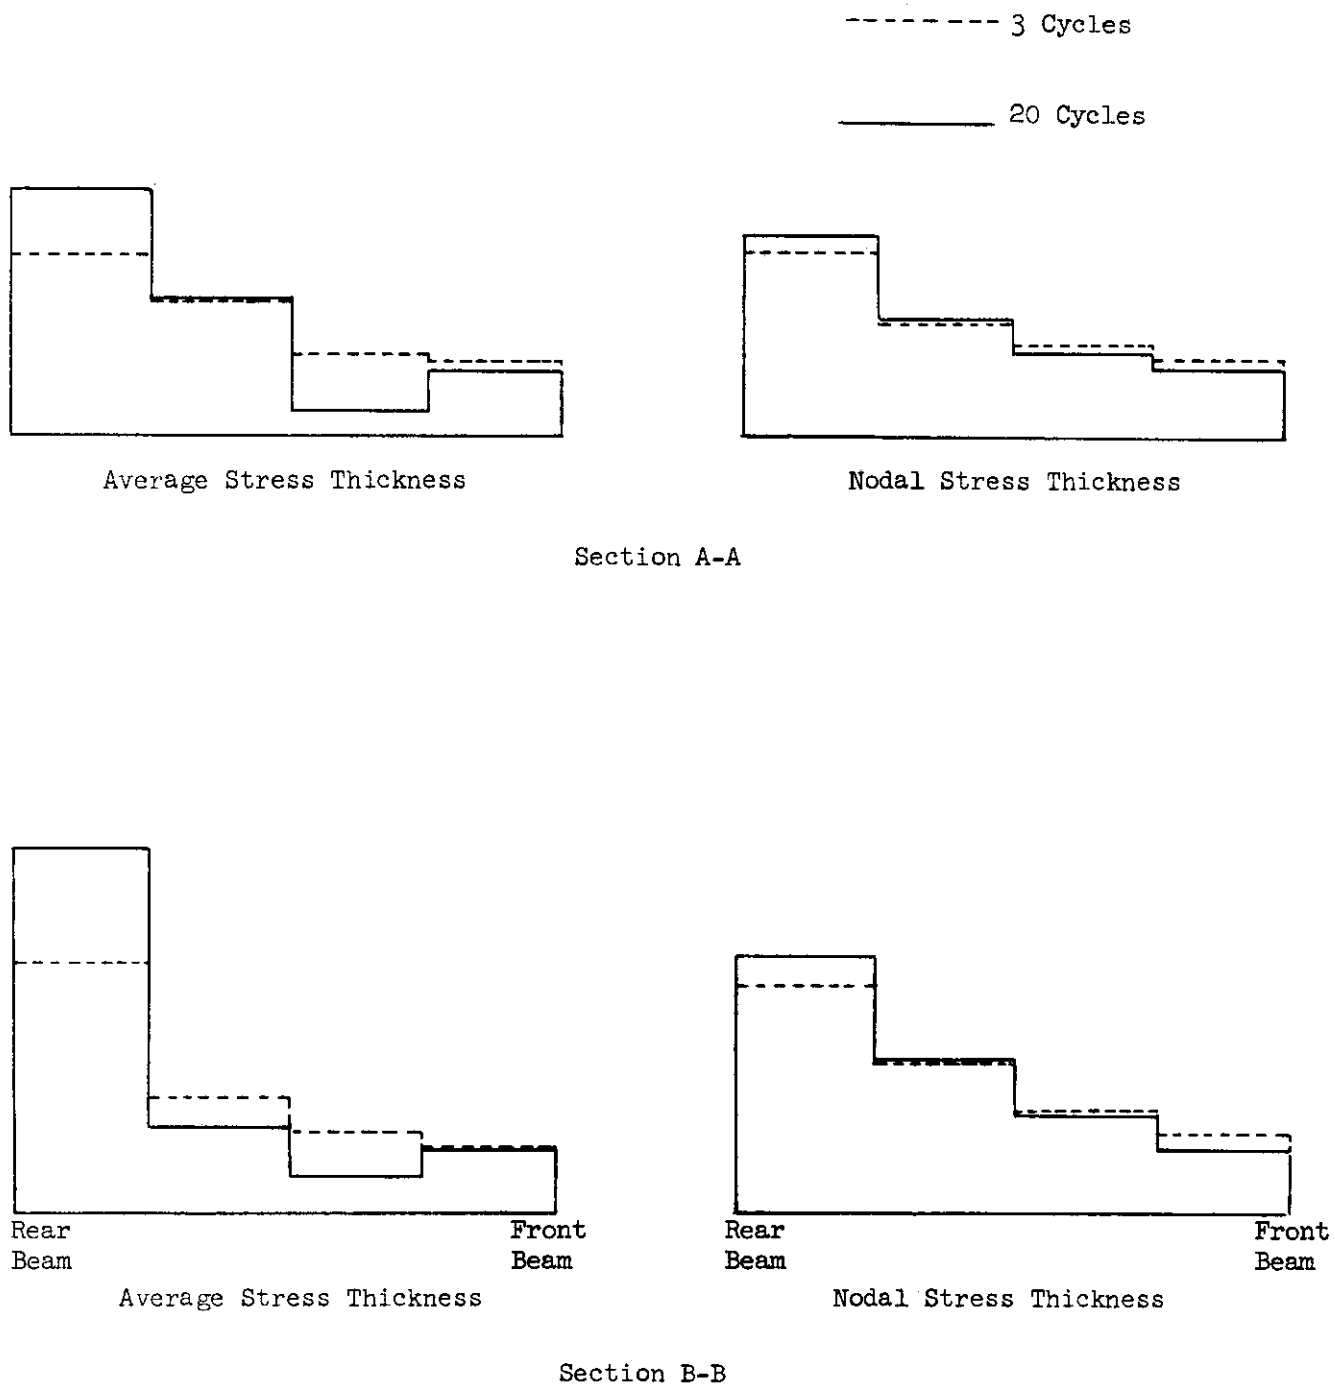 3 Cycles
20 Cycles
Average Stress Thickness
Nodal Stress Thickness
Section A-A
Rear
Beam
Front
Beam
Rear
Beam
Front
Beam
Average Stress Thickness
Nodal Stress Thickness
Section B-B